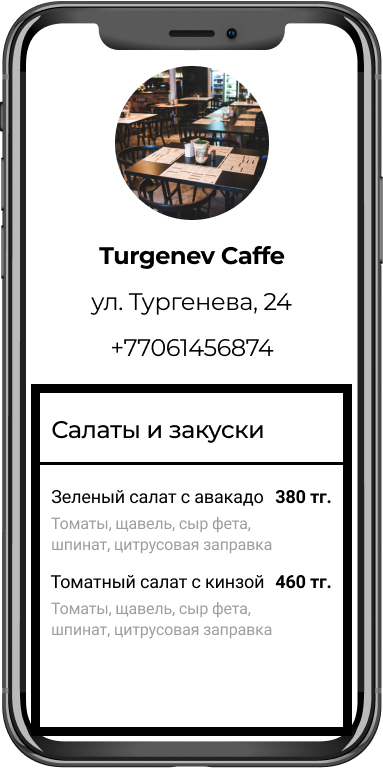 Turgenev Caffe
ул. Тургенева, 24
+77061456874
Салаты и закуски
Зеленый салат с авакадо 380 тг.
Томаты, щавель, сыр фета,
шпинат, цитрусовая заправка
Томатный салат с кинзой 460 тг.
Томаты, щавель, сыр фета,
шпинат, цитрусовая заправка